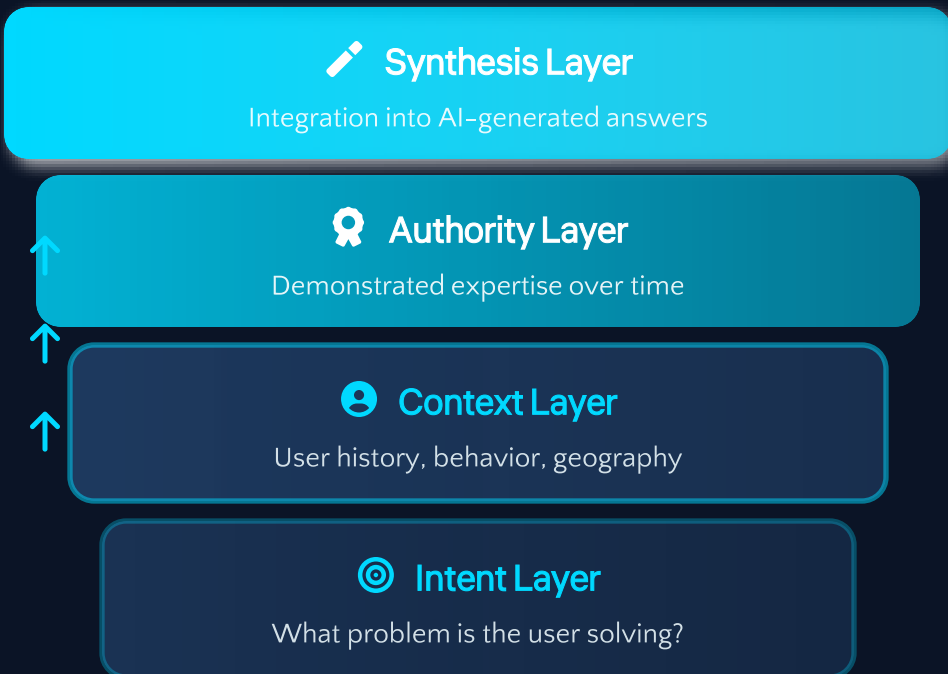 Synthesis Layer
Integration into AI-generated answers
Authority Layer
Demonstrated expertise over time
Context Layer
User history, behavior, geography
Intent Layer
What problem is the user solving?